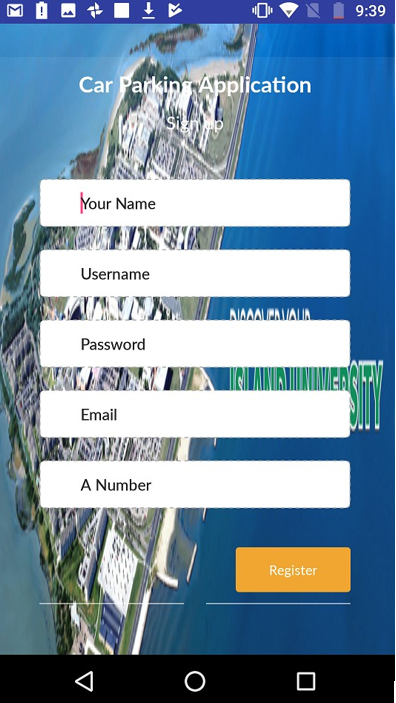 9:39
Car Parking Application
Sign up
Your Name
Username
DISCOVER YOUR
Password
ISLAND UNIVERSITY
Email
A Number
Register